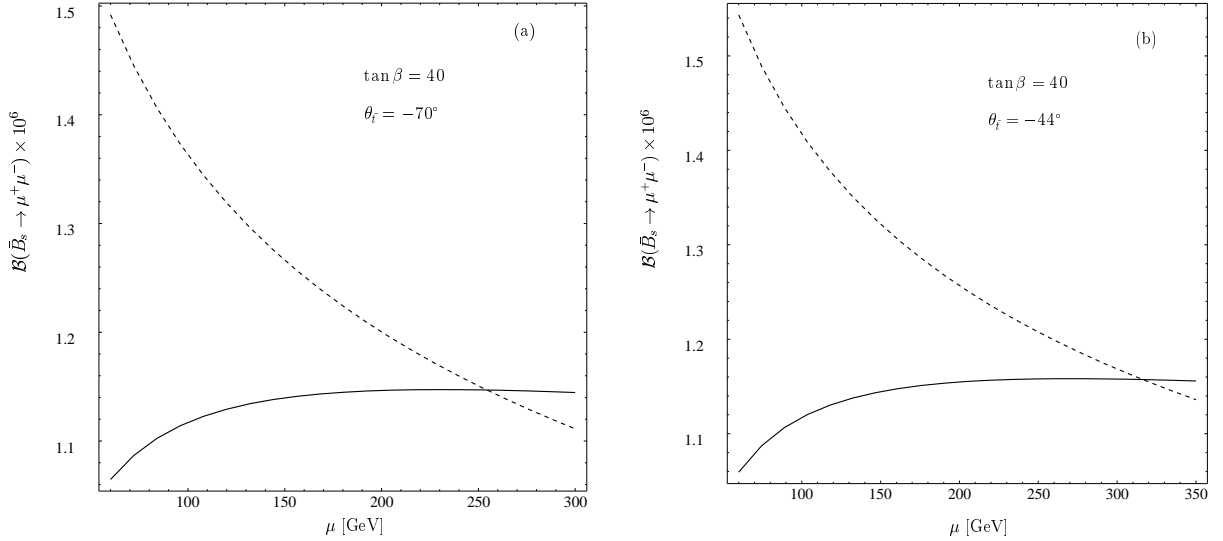 (a)
tan β = 40
θ_t̃ = −70°
ℬ(B̄_s → μ⁺μ⁻) × 10⁶
1.5
1.4
1.3
1.2
1.1
100 150 200 250 300
μ [GeV]
(b)
tan β = 40
θ_t̃ = −44°
ℬ(B̄_s → μ⁺μ⁻) × 10⁶
1.5
1.4
1.3
1.2
1.1
100 150 200 250 300 350
μ [GeV]